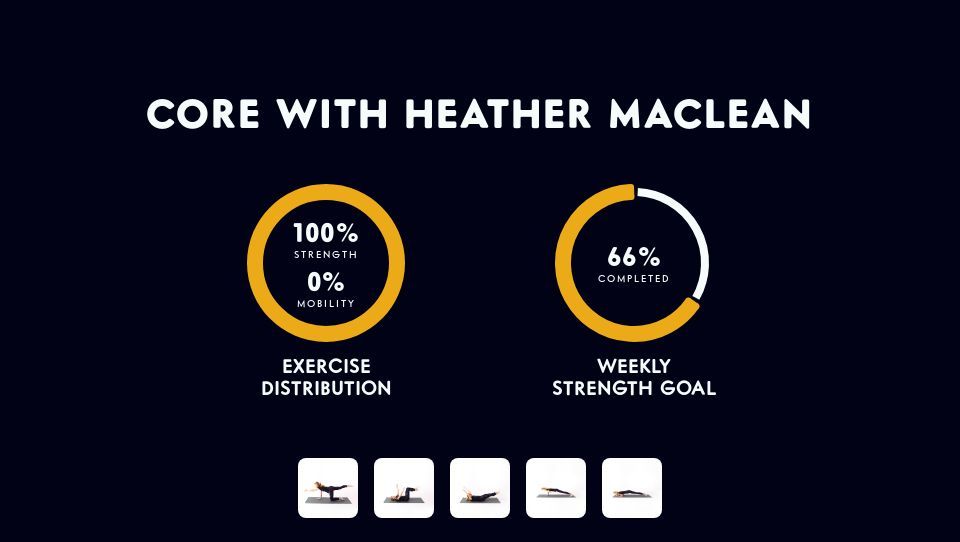 CORE WITH HEATHER MACLEAN
100%
STRENGTH
0%
MOBILITY
EXERCISE
DISTRIBUTION
66%
COMPLETED
WEEKLY
STRENGTH GOAL